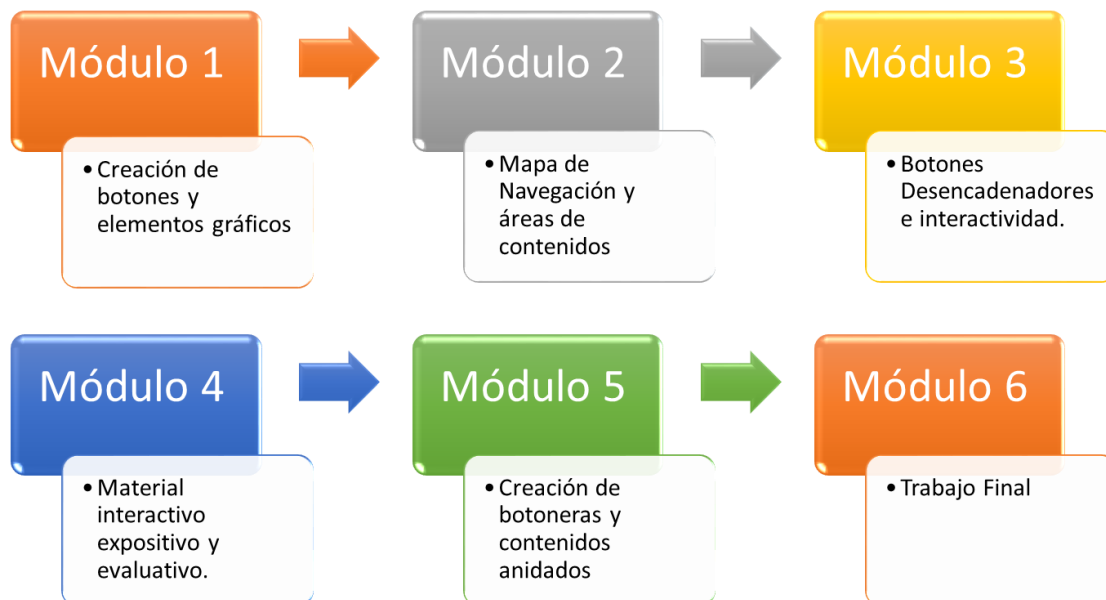 Módulo 1
• Creación de
botones y
elementos gráficos
Módulo 2
• Mapa de
Navegación y
áreas de
contenidos
Módulo 3
• Botones
Desencadenadores
e interactividad.
Módulo 4
• Material
interactivo
expositivo y
evaluativo.
Módulo 5
• Creación de
botoneras y
contenidos
anidados
Módulo 6
• Trabajo Final